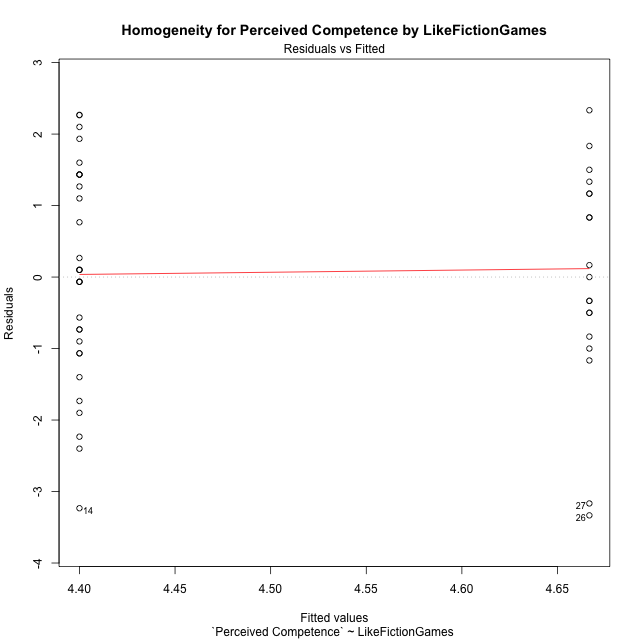 Homogeneity for Perceived Competence by LikeFictionGames
Residuals vs Fitted
3
2
1
0
-1
-2
-3
-4
Residuals
14
27
26
4.40 4.45 4.50 4.55 4.60 4.65
Fitted values
`Perceived Competence` ~ LikeFictionGames